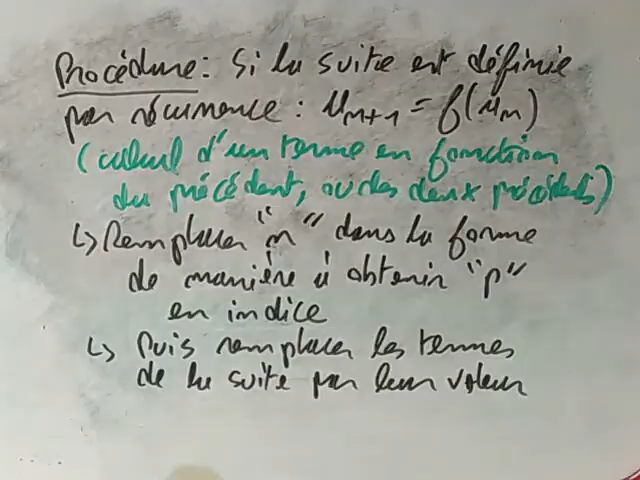 Procédure : Si la suite est définie
par récurrence : u_{n+1} = f(u_n)
(calcul d'un terme en fonction
du précédent, ou des deux précédents)
↳ Remplacer "n" dans la forme
de manière à obtenir "p"
en indice
↳ Puis remplacer les termes
de la suite par leur valeur